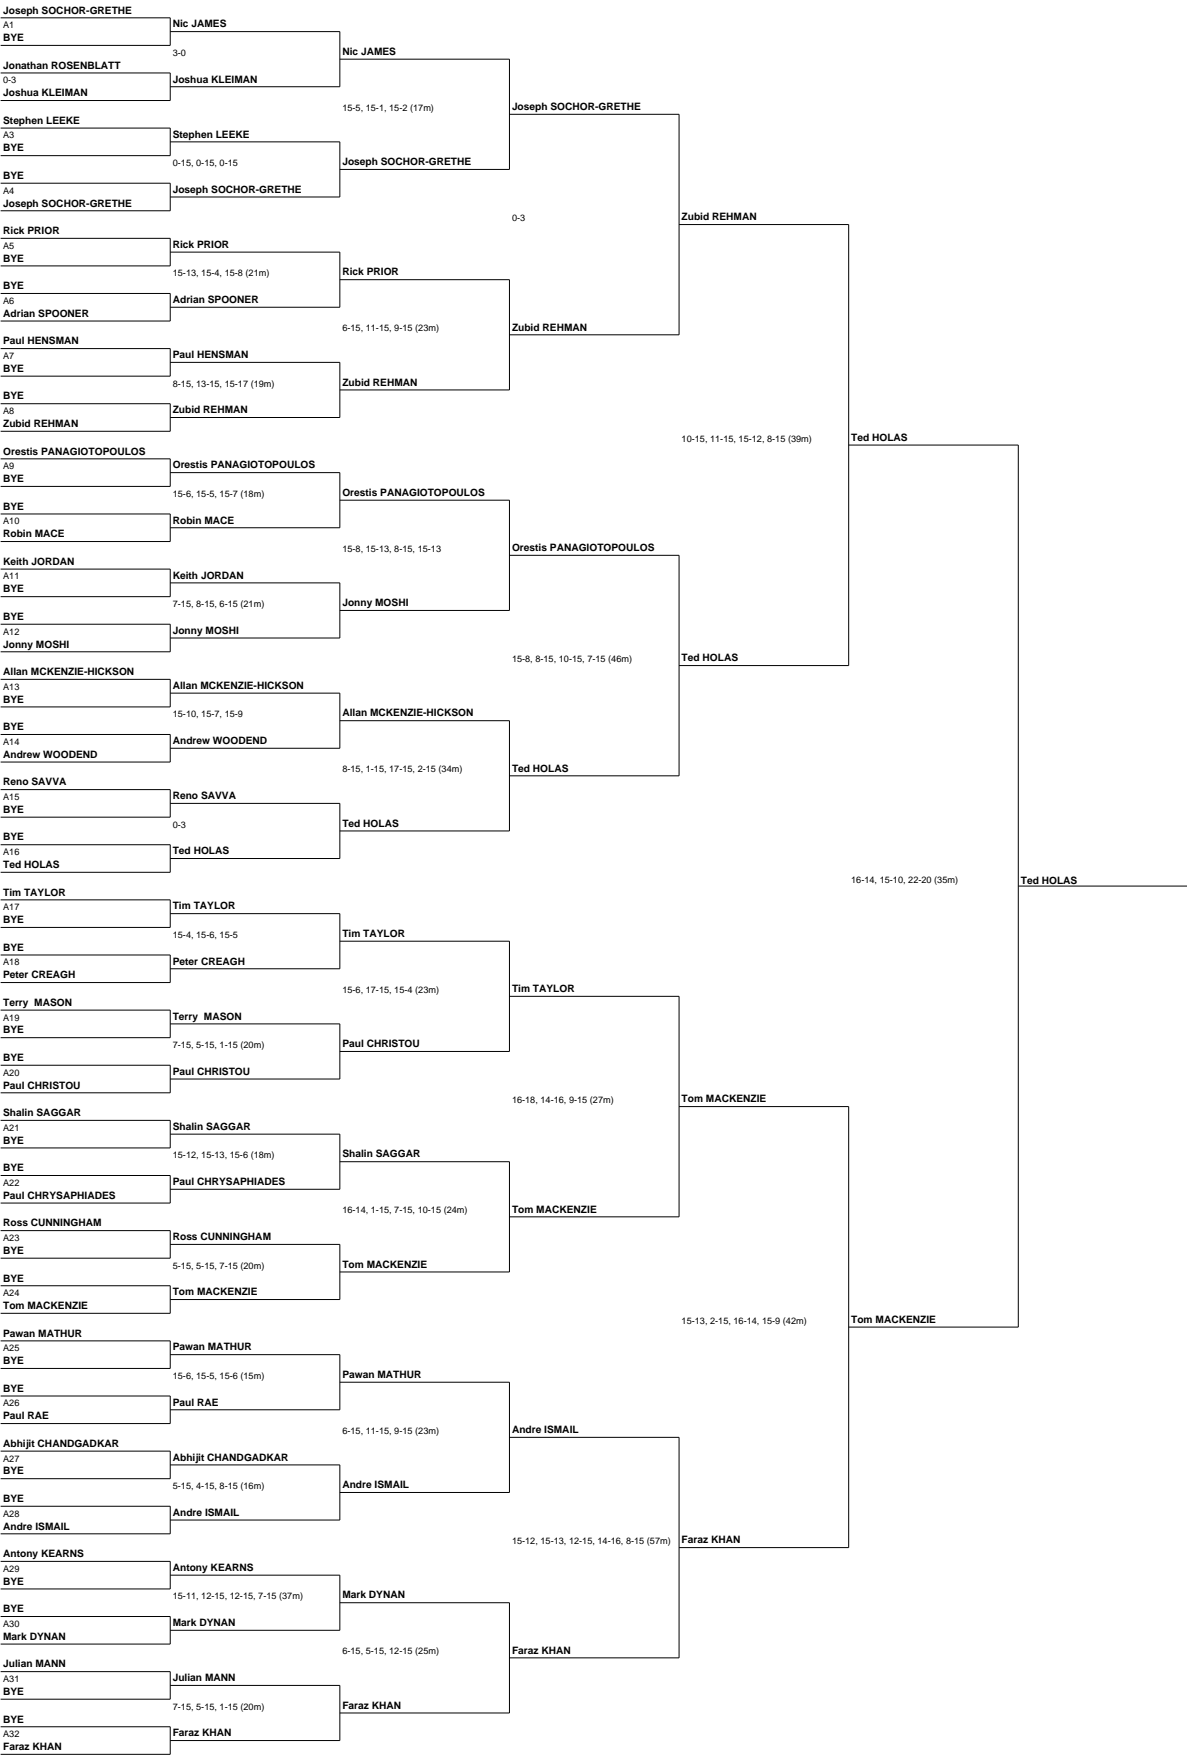 Joseph SOCHOR-GRETHE
A1
BYE
Jonathan ROSENBLATT
0-3
Joshua KLEIMAN
Stephen LEEKE
A3
BYE
BYE
A4
Joseph SOCHOR-GRETHE
Rick PRIOR
A5
BYE
BYE
A6
Adrian SPOONER
Paul HENSMAN
A7
BYE
BYE
A8
Zubid REHMAN
Orestis PANAGIOTOPOULOS
A9
BYE
BYE
A10
Robin MACE
Keith JORDAN
A11
BYE
BYE
A12
Jonny MOSHI
Allan MCKENZIE-HICKSON
A13
BYE
BYE
A14
Andrew WOODEND
Reno SAVVA
A15
BYE
BYE
A16
Ted HOLAS
Tim TAYLOR
A17
BYE
BYE
A18
Peter CREAGH
Terry  MASON
A19
BYE
BYE
A20
Paul CHRISTOU
Shalin SAGGAR
A21
BYE
BYE
A22
Paul CHRYSAPHIADES
Ross CUNNINGHAM
A23
BYE
BYE
A24
Tom MACKENZIE
Pawan MATHUR
A25
BYE
BYE
A26
Paul RAE
Abhijit CHANDGADKAR
A27
BYE
BYE
A28
Andre ISMAIL
Antony KEARNS
A29
BYE
BYE
A30
Mark DYNAN
Julian MANN
A31
BYE
BYE
A32
Faraz KHAN
Nic JAMES
3-0
Joshua KLEIMAN
Stephen LEEKE
0-15, 0-15, 0-15
Joseph SOCHOR-GRETHE
Rick PRIOR
15-13, 15-4, 15-8 (21m)
Adrian SPOONER
Paul HENSMAN
8-15, 13-15, 15-17 (19m)
Zubid REHMAN
Orestis PANAGIOTOPOULOS
15-6, 15-5, 15-7 (18m)
Robin MACE
Keith JORDAN
7-15, 8-15, 6-15 (21m)
Jonny MOSHI
Allan MCKENZIE-HICKSON
15-10, 15-7, 15-9
Andrew WOODEND
Reno SAVVA
0-3
Ted HOLAS
Tim TAYLOR
15-4, 15-6, 15-5
Peter CREAGH
Terry  MASON
7-15, 5-15, 1-15 (20m)
Paul CHRISTOU
Shalin SAGGAR
15-12, 15-13, 15-6 (18m)
Paul CHRYSAPHIADES
Ross CUNNINGHAM
5-15, 5-15, 7-15 (20m)
Tom MACKENZIE
Pawan MATHUR
15-6, 15-5, 15-6 (15m)
Paul RAE
Abhijit CHANDGADKAR
5-15, 4-15, 8-15 (16m)
Andre ISMAIL
Antony KEARNS
15-11, 12-15, 12-15, 7-15 (37m)
Mark DYNAN
Julian MANN
7-15, 5-15, 1-15 (20m)
Faraz KHAN
Nic JAMES
15-5, 15-1, 15-2 (17m)
Joseph SOCHOR-GRETHE
Rick PRIOR
6-15, 11-15, 9-15 (23m)
Zubid REHMAN
Orestis PANAGIOTOPOULOS
15-8, 15-13, 8-15, 15-13
Jonny MOSHI
Allan MCKENZIE-HICKSON
8-15, 1-15, 17-15, 2-15 (34m)
Ted HOLAS
Tim TAYLOR
15-6, 17-15, 15-4 (23m)
Paul CHRISTOU
Shalin SAGGAR
16-14, 1-15, 7-15, 10-15 (24m)
Tom MACKENZIE
Pawan MATHUR
6-15, 11-15, 9-15 (23m)
Andre ISMAIL
Mark DYNAN
6-15, 5-15, 12-15 (25m)
Faraz KHAN
Joseph SOCHOR-GRETHE
0-3
Zubid REHMAN
Orestis PANAGIOTOPOULOS
15-8, 8-15, 10-15, 7-15 (46m)
Ted HOLAS
Tim TAYLOR
16-18, 14-16, 9-15 (27m)
Tom MACKENZIE
Andre ISMAIL
15-12, 15-13, 12-15, 14-16, 8-15 (57m)
Faraz KHAN
Zubid REHMAN
10-15, 11-15, 15-12, 8-15 (39m)
Ted HOLAS
Tom MACKENZIE
15-13, 2-15, 16-14, 15-9 (42m)
Faraz KHAN
Ted HOLAS
16-14, 15-10, 22-20 (35m)
Tom MACKENZIE
Ted HOLAS